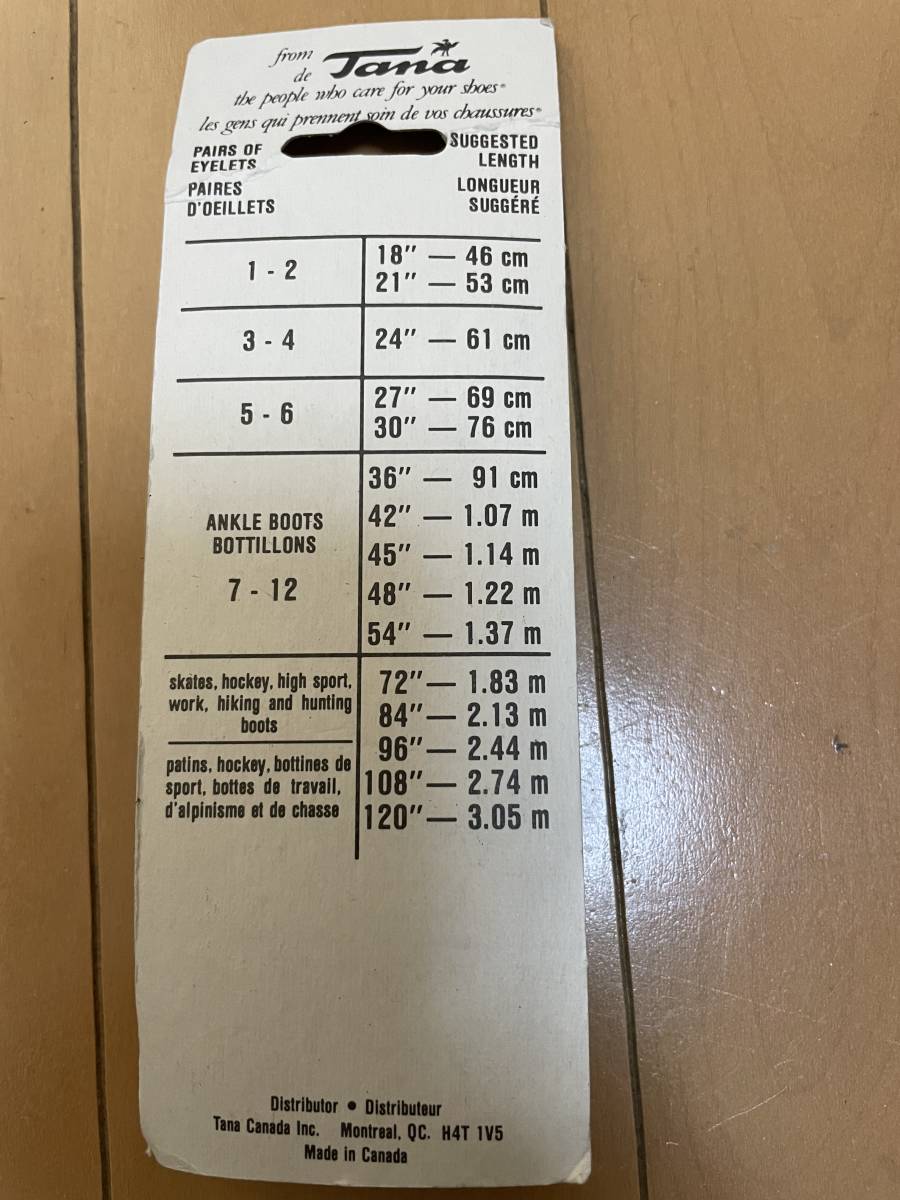 from
de Tana
the people who care for your shoes®
les gens qui prennent soin de vos chaussures®
PAIRS OF
EYELETS
PAIRES
D'OEILLETS
SUGGESTED
LENGTH
LONGUEUR
SUGGÉRÉ
1 - 2
18" — 46 cm
21" — 53 cm
3 - 4
24" — 61 cm
5 - 6
27" — 69 cm
30" — 76 cm
ANKLE BOOTS
BOTTILLONS
7 - 12
36" — 91 cm
42" — 1.07 m
45" — 1.14 m
48" — 1.22 m
54" — 1.37 m
skates, hockey, high sport,
work, hiking and hunting
boots
patins, hockey, bottines de
sport, bottes de travail,
d'alpinisme et de chasse
72" — 1.83 m
84" — 2.13 m
96" — 2.44 m
108" — 2.74 m
120" — 3.05 m
Distributor • Distributeur
Tana Canada Inc. Montreal, QC. H4T 1V5
Made in Canada